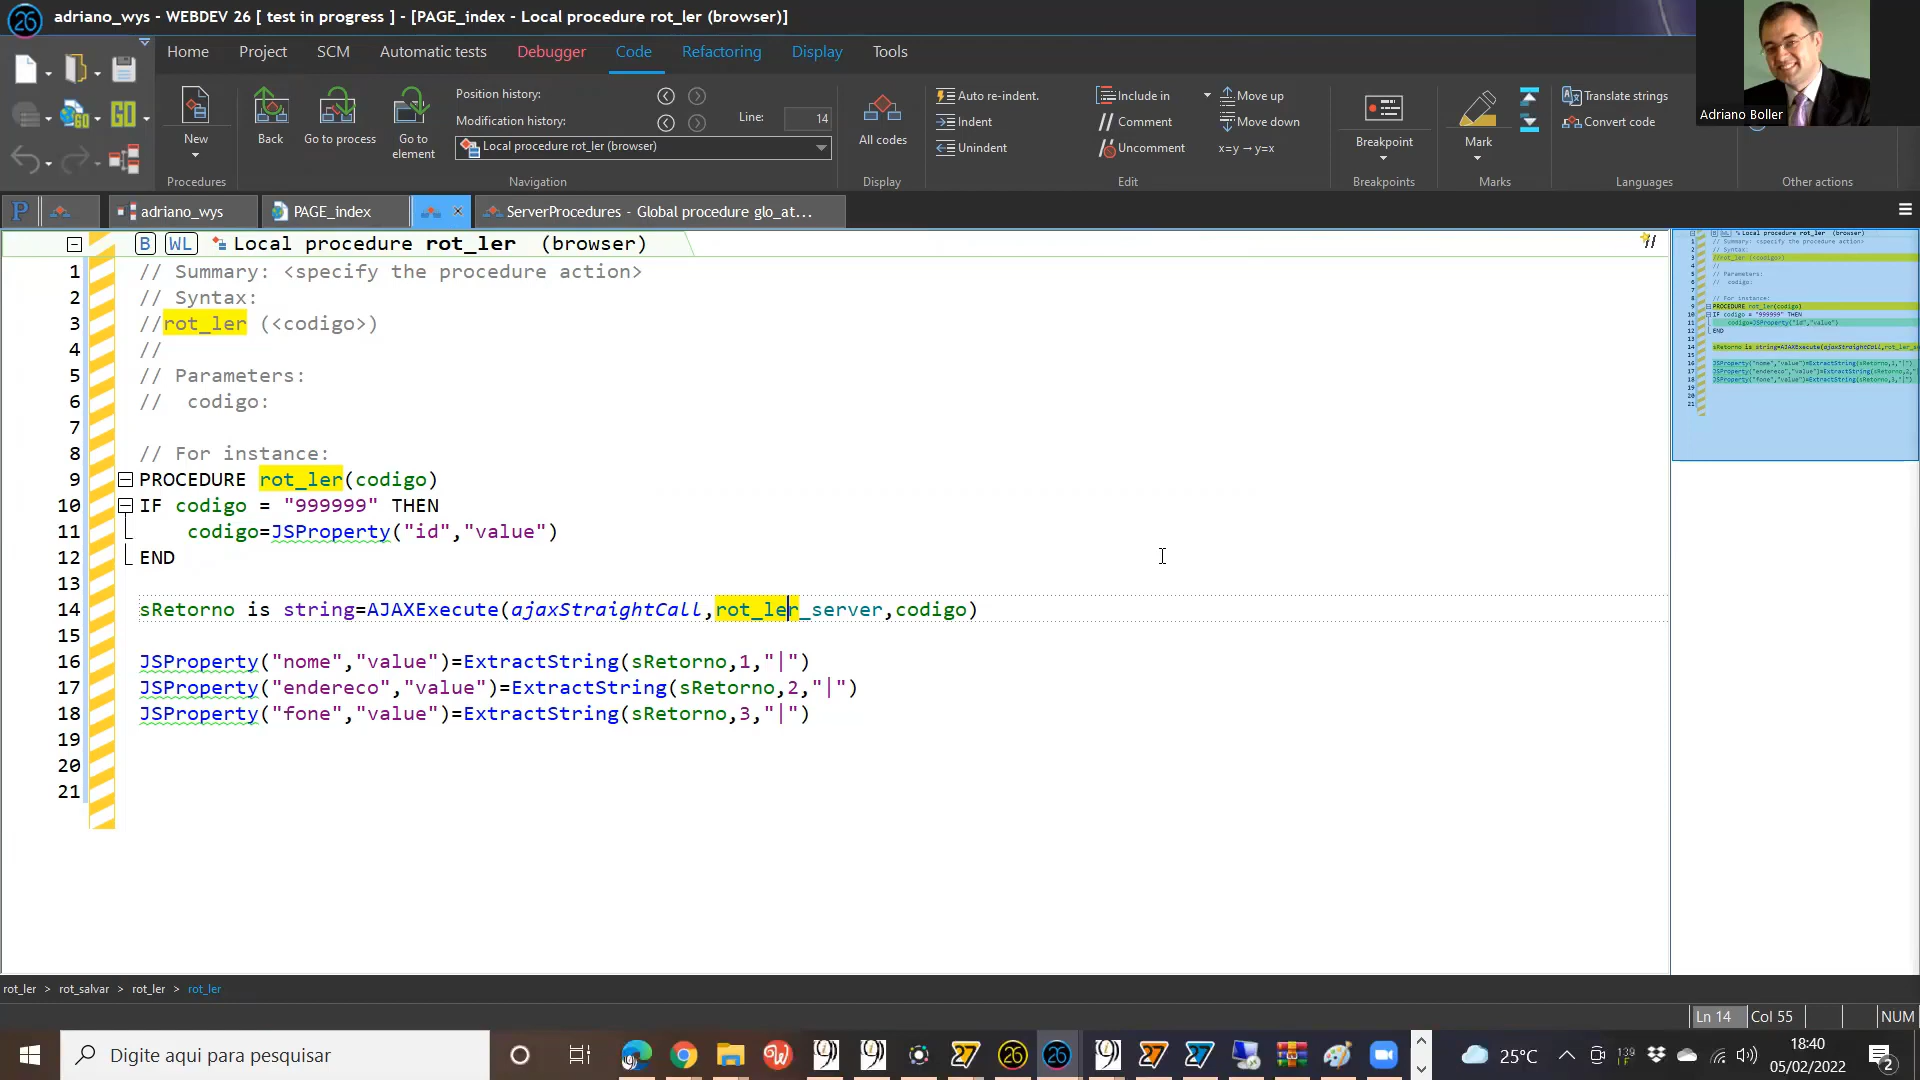 adriano_wys - WEBDEV 26 [ test in progress ] - [PAGE_index - Local procedure rot_ler (browser)]
Home Project SCM Automatic tests Debugger Code Refactoring Display Tools
Adriano Boller
New
Procedures
Back
Go to process
Go to element
Position history:
Modification history:
Line: 14
Local procedure rot_ler (browser)
Navigation
All codes
Display
Auto re-indent.
Indent
Unindent
Include in
Comment
Uncomment
Move up
Move down
x=y→y=x
Edit
Breakpoint
Breakpoints
Mark
Marks
Translate strings
Convert code
Languages
Other actions
adriano_wys
PAGE_index
ServerProcedures - Global procedure glo_at...
B WL Local procedure rot_ler (browser)
1 // Summary: <specify the procedure action>
2 // Syntax:
3 //rot_ler (<codigo>)
4 //
5 // Parameters:
6 // codigo:
7
8 // For instance:
9 PROCEDURE rot_ler(codigo)
10 IF codigo = "999999" THEN
11 codigo=JSProperty("id","value")
12 END
13
14 sRetorno is string=AJAXExecute(ajaxStraightCall,rot_ler_server,codigo)
15
16 JSProperty("nome","value")=ExtractString(sRetorno,1,"|")
17 JSProperty("endereco","value")=ExtractString(sRetorno,2,"|")
18 JSProperty("fone","value")=ExtractString(sRetorno,3,"|")
19
20
21
rot_ler > rot_salvar > rot_ler > rot_ler
Ln 14 Col 55 NUM
Digite aqui para pesquisar
25°C
18:40
05/02/2022
2